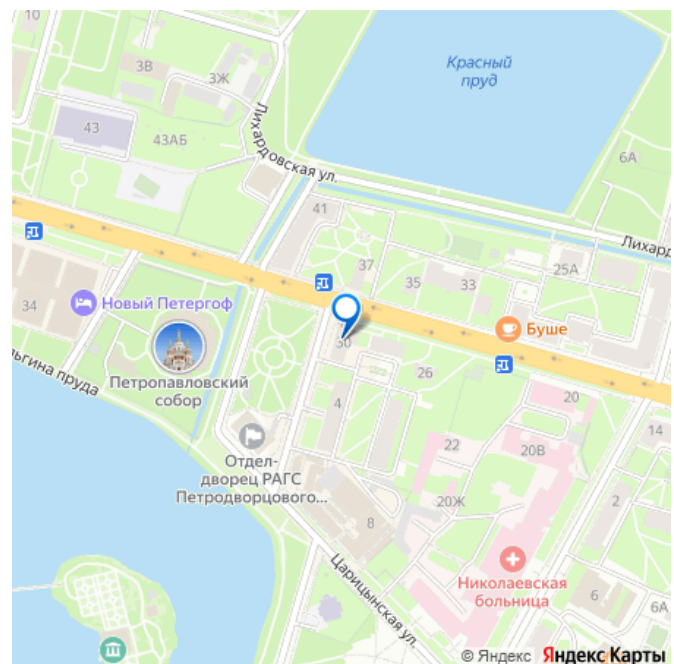 10
3В
3Ж
Красный
пруд
43
43АБ
Лихардовская ул.
6А
41
Лихард
37
25А
35
33
34
Новый Петергоф
Буше
30
Петропавловский
собор
26
20
4
14
22
20В
Отдел-
дворец РАГС
Петродворцового...
20Ж
2
8
Николаевская
больница
6
6А
Царицынская ул.
льгина пруда
© Яндекс Яндекс Карты